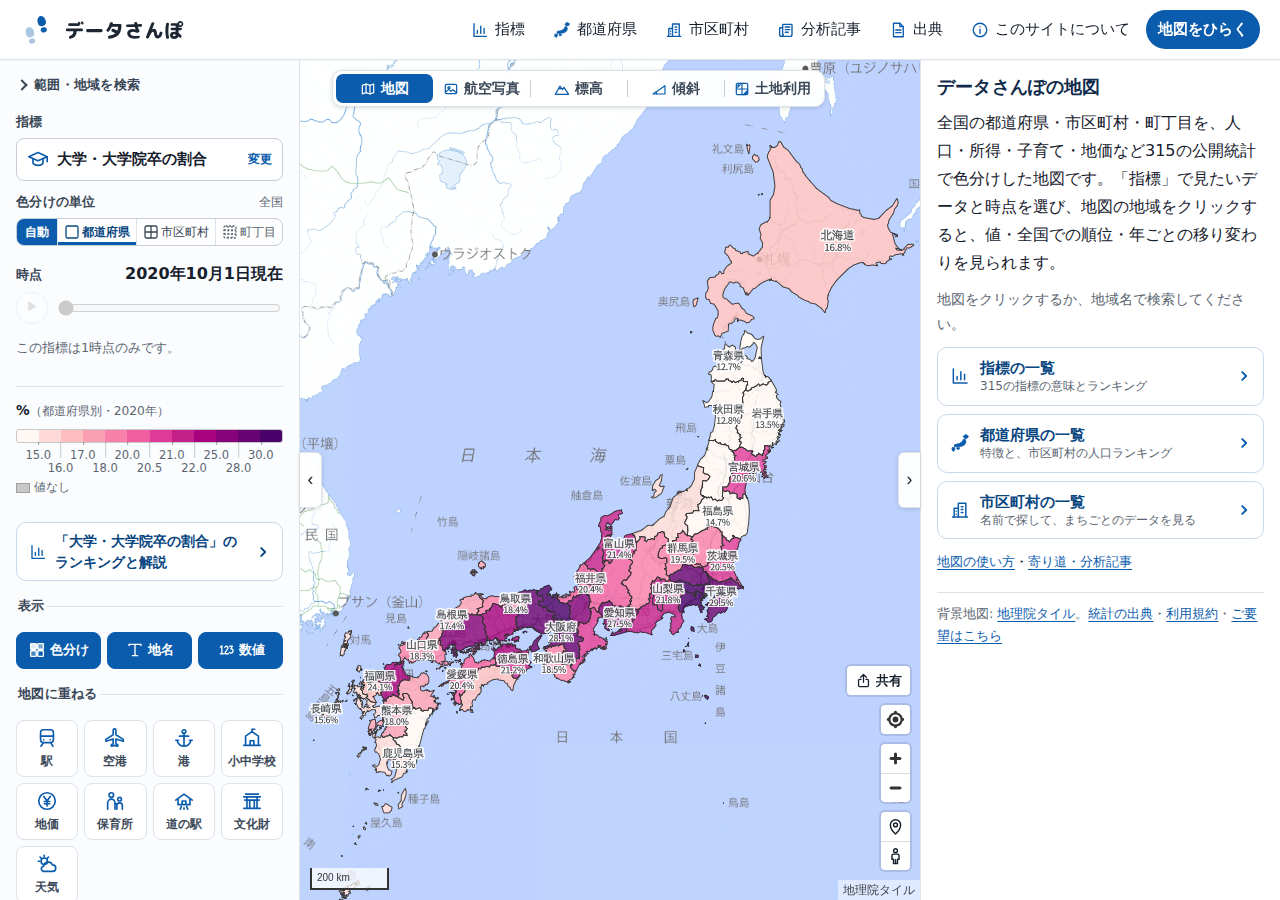 データさんぽ
指標
都道府県
市区町村
分析記事
出典
このサイトについて
地図をひらく
範囲・地域を検索
指標
大学・大学院卒の割合
変更
色分けの単位
全国
自動
都道府県
市区町村
町丁目
時点
2020年10月1日現在
この指標は1時点のみです。
%（都道府県別・2020年）
15.0 17.0 20.0 21.0 25.0 30.0
16.0 18.0 20.5 22.0 28.0
値なし
「大学・大学院卒の割合」の
ランキングと解説
表示
色分け
地名
123 数値
地図に重ねる
駅
空港
港
小中学校
地価
保育所
道の駅
文化財
天気
地図
航空写真
標高
傾斜
土地利用
豊原（ユジノサハ
礼文島
利尻島
国
北海道
16.8%
札幌
ウラジオストク
奥尻島
青森県
12.7%
秋田県
12.8%
岩手県
13.5%
飛島
（平壌）
日本海
粟島
宮城県
20.6%
台
佐渡島
舳倉島
福島県
14.7%
竹島
民国
富山県
21.4%
群馬県
19.5%
茨城県
20.5%
隠岐諸島
福井県
20.4%
山梨県
21.8%
千葉県
29.5%
プサン（釜山）
鳥取県
18.4%
島根県
17.4%
見島
愛知県
27.5%
大阪府
28.1%
大島
対馬
山口県
18.3%
徳島県
21.2%
和歌山県
18.5%
三宅島
伊豆諸島
福岡県
24.1%
愛媛県
20.4%
八丈島
長崎県
15.6%
熊本県
18.0%
日本国
鹿児島県
15.3%
種子島
鳥島
屋久島
南
200 km
共有
地理院タイル
データさんぽの地図
全国の都道府県・市区町村・町丁目を、人
口・所得・子育て・地価など315の公開統計
で色分けした地図です。「指標」で見たいデ
ータと時点を選び、地図の地域をクリックす
ると、値・全国での順位・年ごとの移り変わ
りを見られます。
地図をクリックするか、地域名で検索してくださ
い。
指標の一覧
315の指標の意味とランキング
都道府県の一覧
特徴と、市区町村の人口ランキング
市区町村の一覧
名前で探して、まちごとのデータを見る
地図の使い方・寄り道・分析記事
背景地図: 地理院タイル。統計の出典・利用規約・ご要
望はこちら